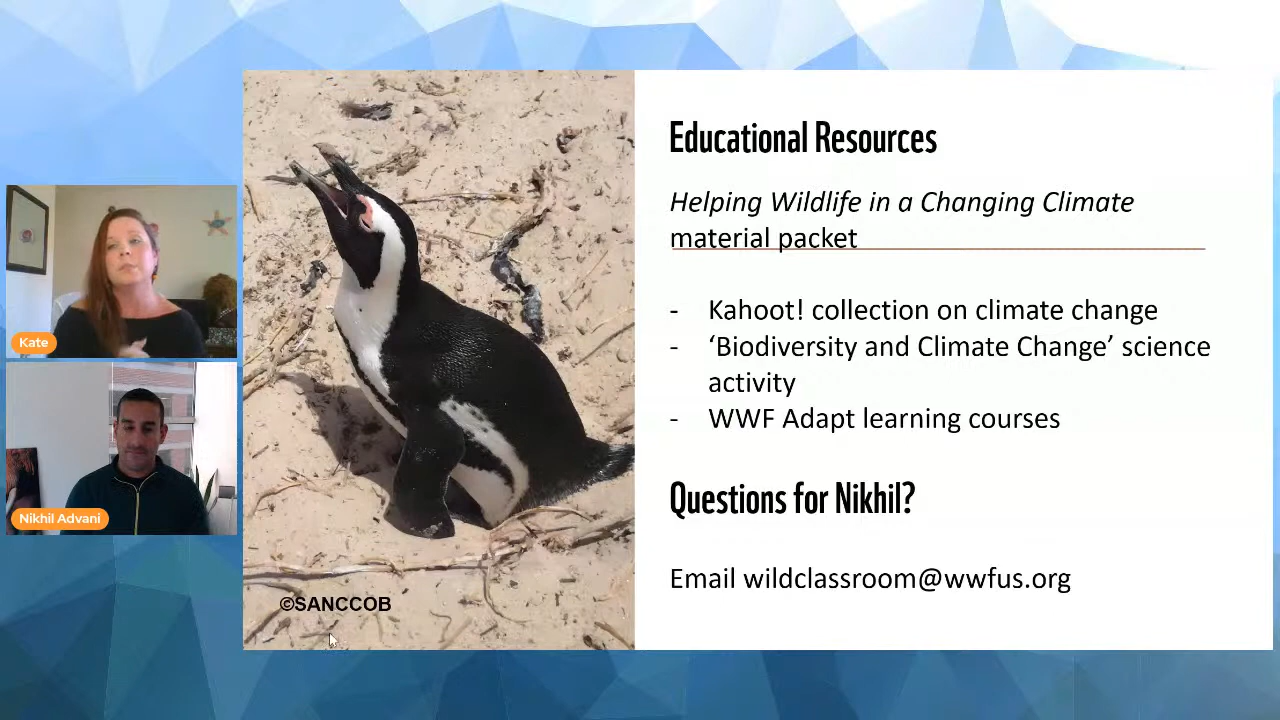 Kate
Nikhil Advani
©SANCCOB
Educational Resources
Helping Wildlife in a Changing Climate
material packet
- Kahoot! collection on climate change
- ‘Biodiversity and Climate Change’ science
activity
- WWF Adapt learning courses
Questions for Nikhil?
Email wildclassroom@wwfus.org